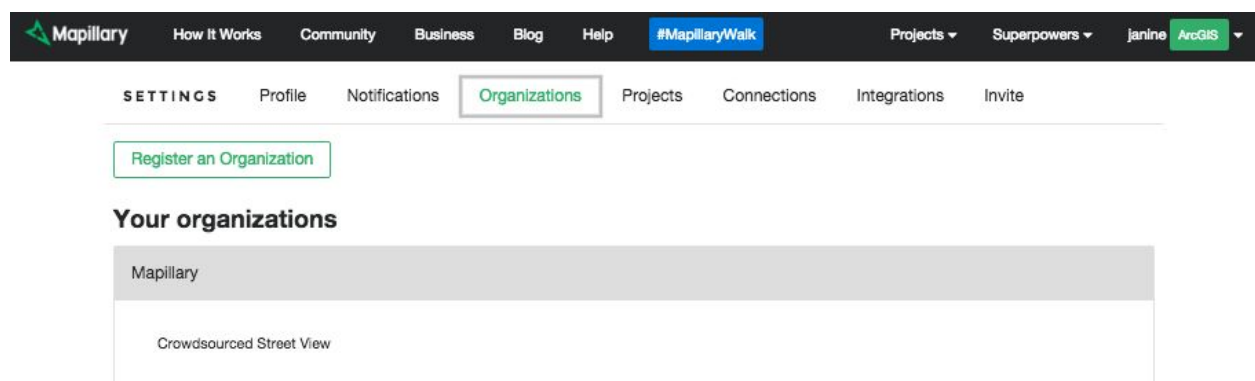 Mapillary How It Works Community Business Blog Help #MapillaryWalk Projects Superpowers janine ArcGIS
SETTINGS Profile Notifications Organizations Projects Connections Integrations Invite
Register an Organization
Your organizations
Mapillary
Crowdsourced Street View